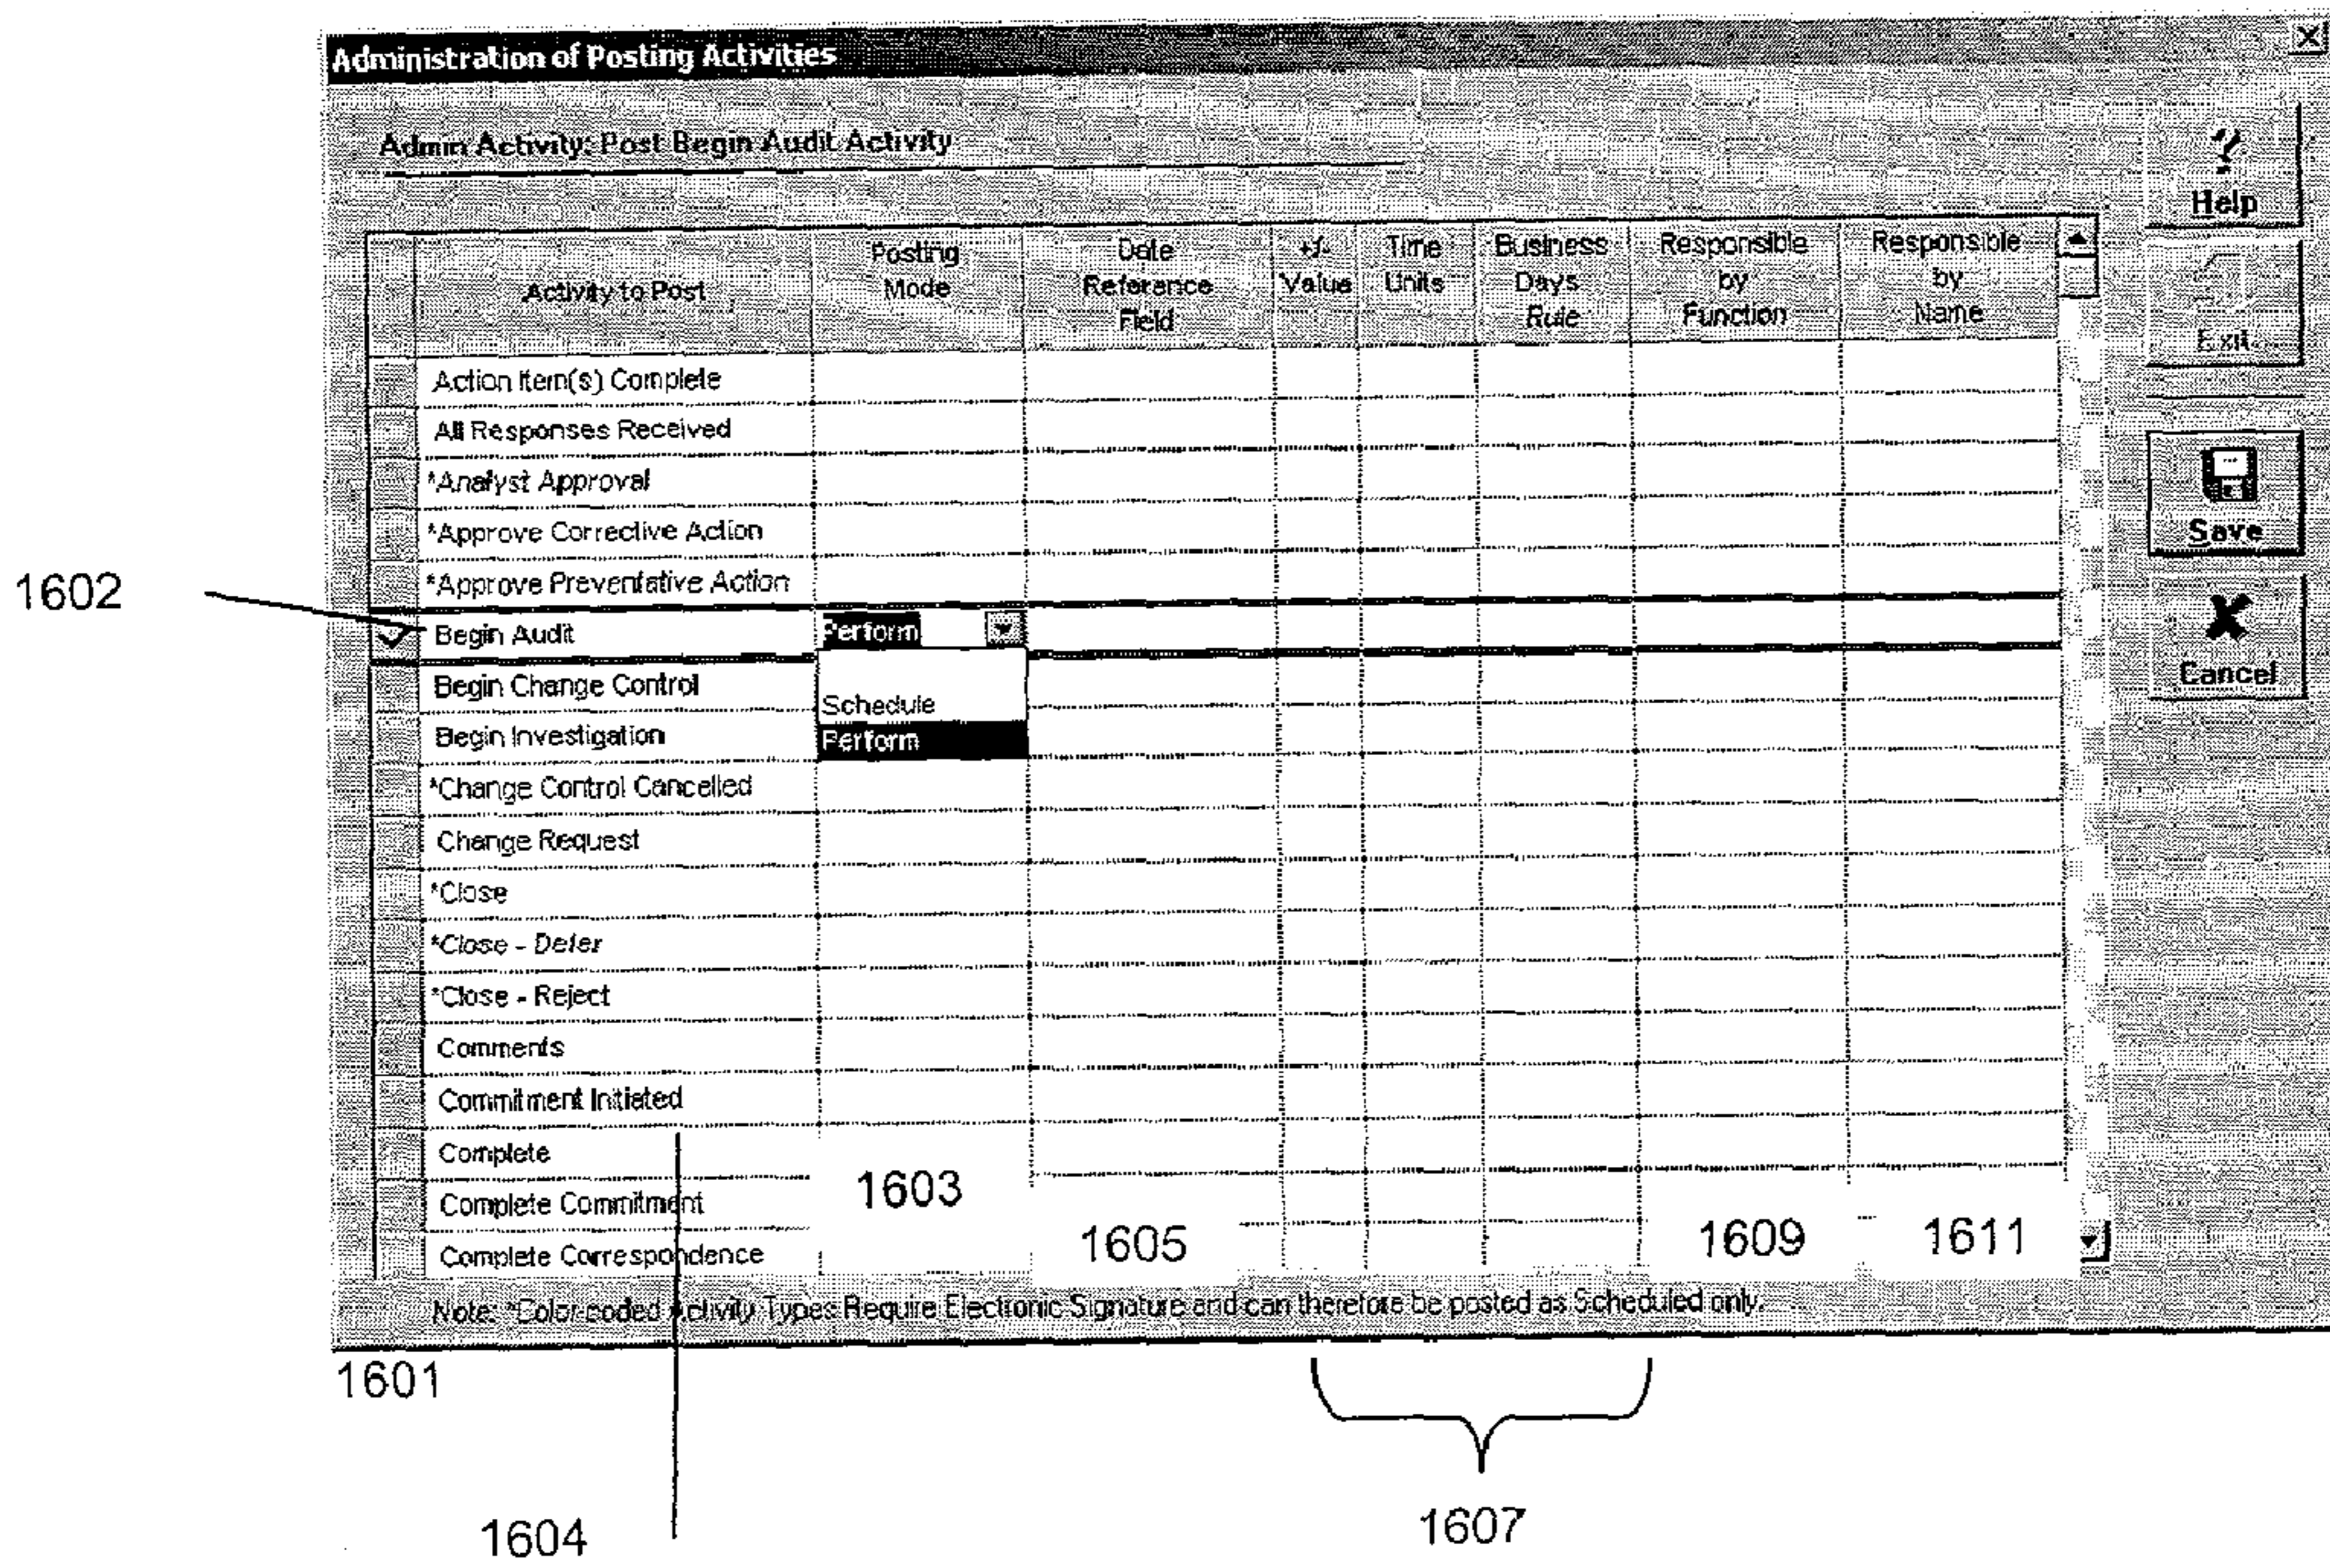 Administration of Posting Activities
Admin Activity: Post Begin Audit Activity
Help
Activity to Post
Posting
Mode
Date
Reference
Field
+/-
Value
Time
Units
Business
Days
Rule
Responsible
by
Function
Responsible
by
Name
Exit
Action Item(s) Complete
All Responses Received
*Analyst Approval
*Approve Corrective Action
Save
*Approve Preventative Action
1602
Begin Audit
Perform
Cancel
Begin Change Control
Schedule
Begin Investigation
Perform
*Change Control Cancelled
Change Request
*Close
*Close - Defer
*Close - Reject
Comments
Commitment Initiated
Complete
Complete Commitment
1603
Complete Correspondence
1605
1609
1611
Note: *Color-coded Activity Types Require Electronic Signature and can therefore be posted as Scheduled only.
1601
1604
1607